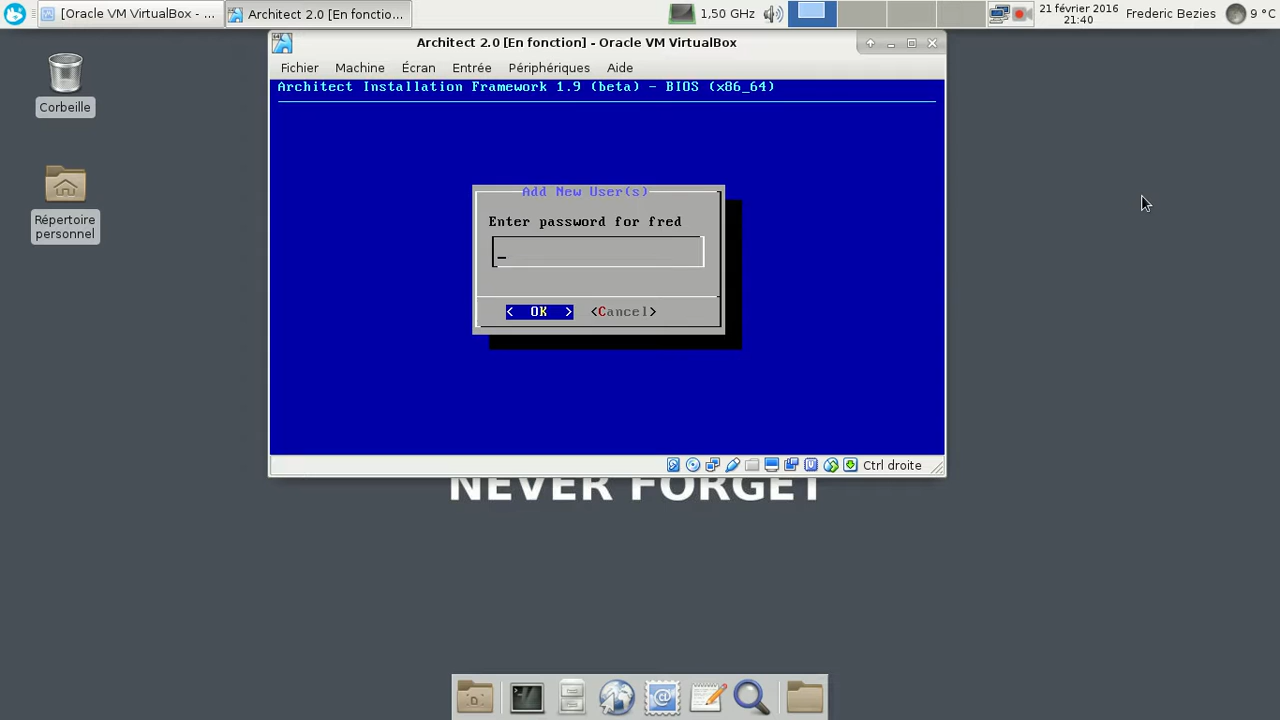 [Oracle VM VirtualBox - ...
Architect 2.0 [En fonctio...
1,50 GHz
21 février 2016
21:40
Frederic Bezies
9 °C
Corbeille
Répertoire
personnel
Architect 2.0 [En fonction] - Oracle VM VirtualBox
Fichier Machine Écran Entrée Périphériques Aide
Architect Installation Framework 1.9 (beta) - BIOS (x86_64)
Add New User(s)
Enter password for fred
_
< OK > <Cancel>
Ctrl droite
NEVER FORGET